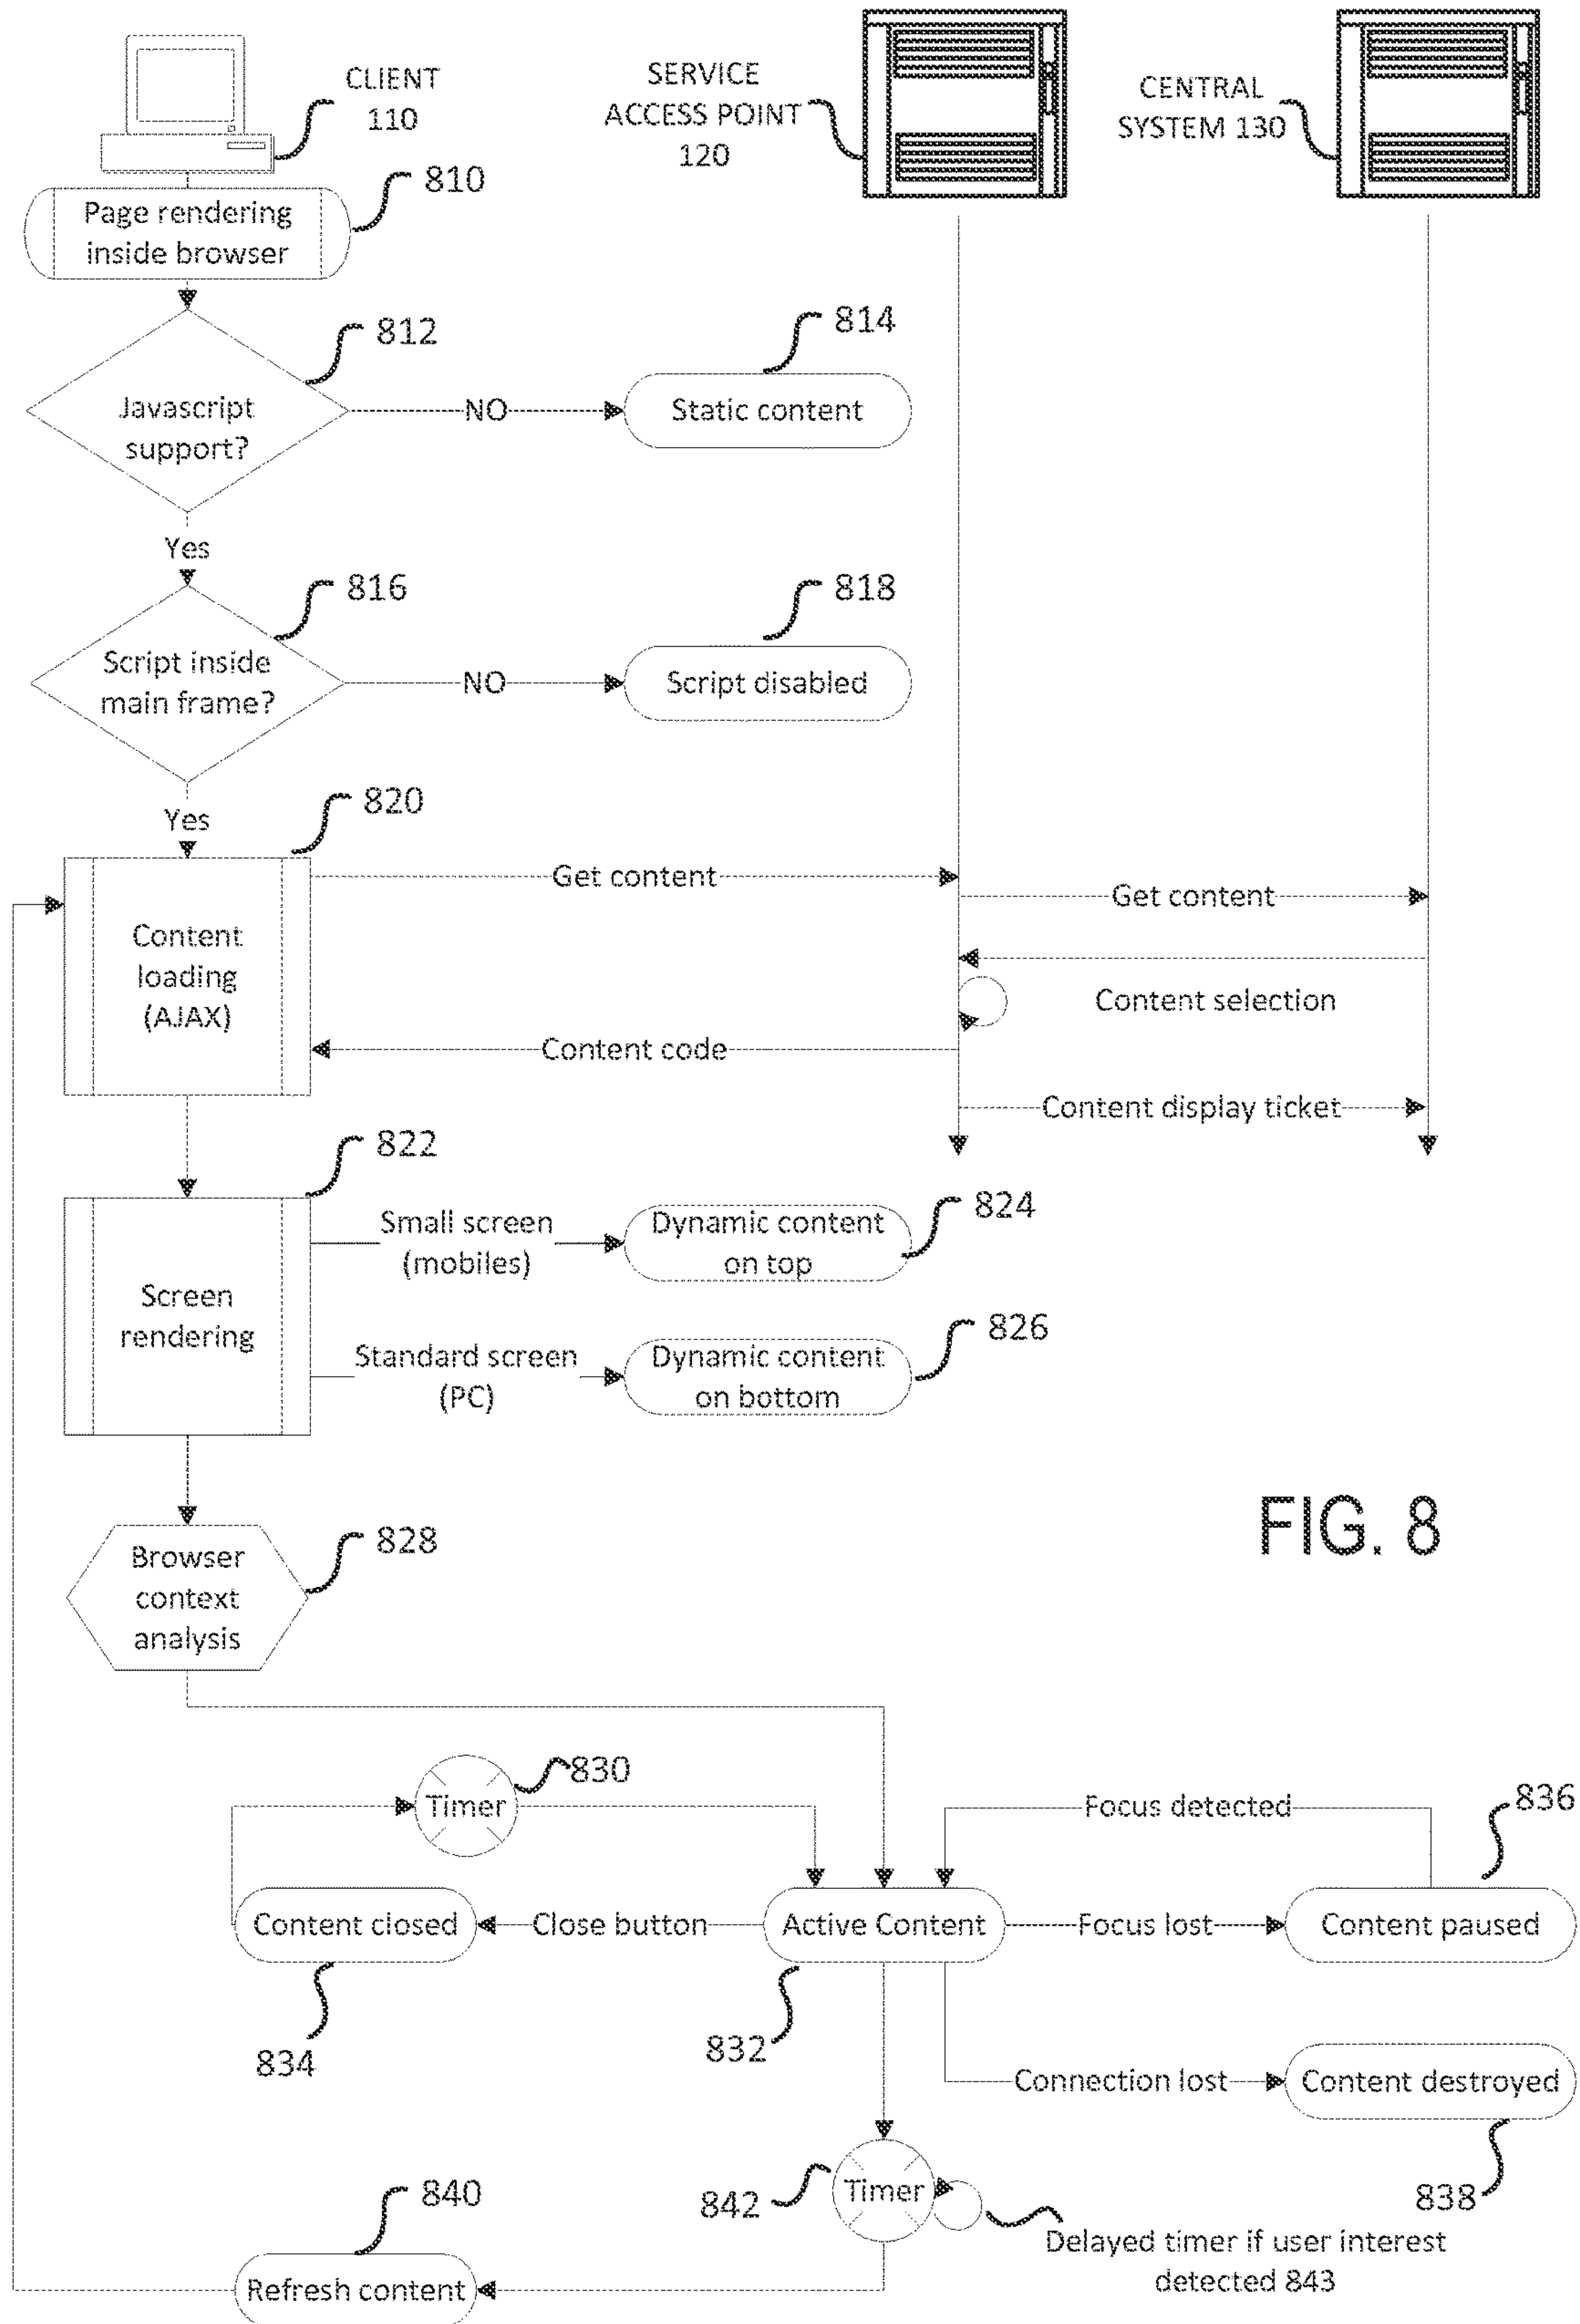 CLIENT
110
SERVICE
ACCESS POINT
120
CENTRAL
SYSTEM 130
810
Page rendering
inside browser
812
Javascript
support?
NO
814
Static content
Yes
816
Script inside
main frame?
NO
818
Script disabled
Yes
820
Content
loading
(AJAX)
Get content
Get content
Content selection
Content code
Content display ticket
822
Screen
rendering
Small screen
(mobiles)
824
Dynamic content
on top
Standard screen
(PC)
826
Dynamic content
on bottom
828
Browser
context
analysis
FIG. 8
830
Timer
Focus detected
836
Content closed
Close button
Active Content
Focus lost
Content paused
834
832
Connection lost
Content destroyed
838
842
Timer
Delayed timer if user interest
detected 843
840
Refresh content